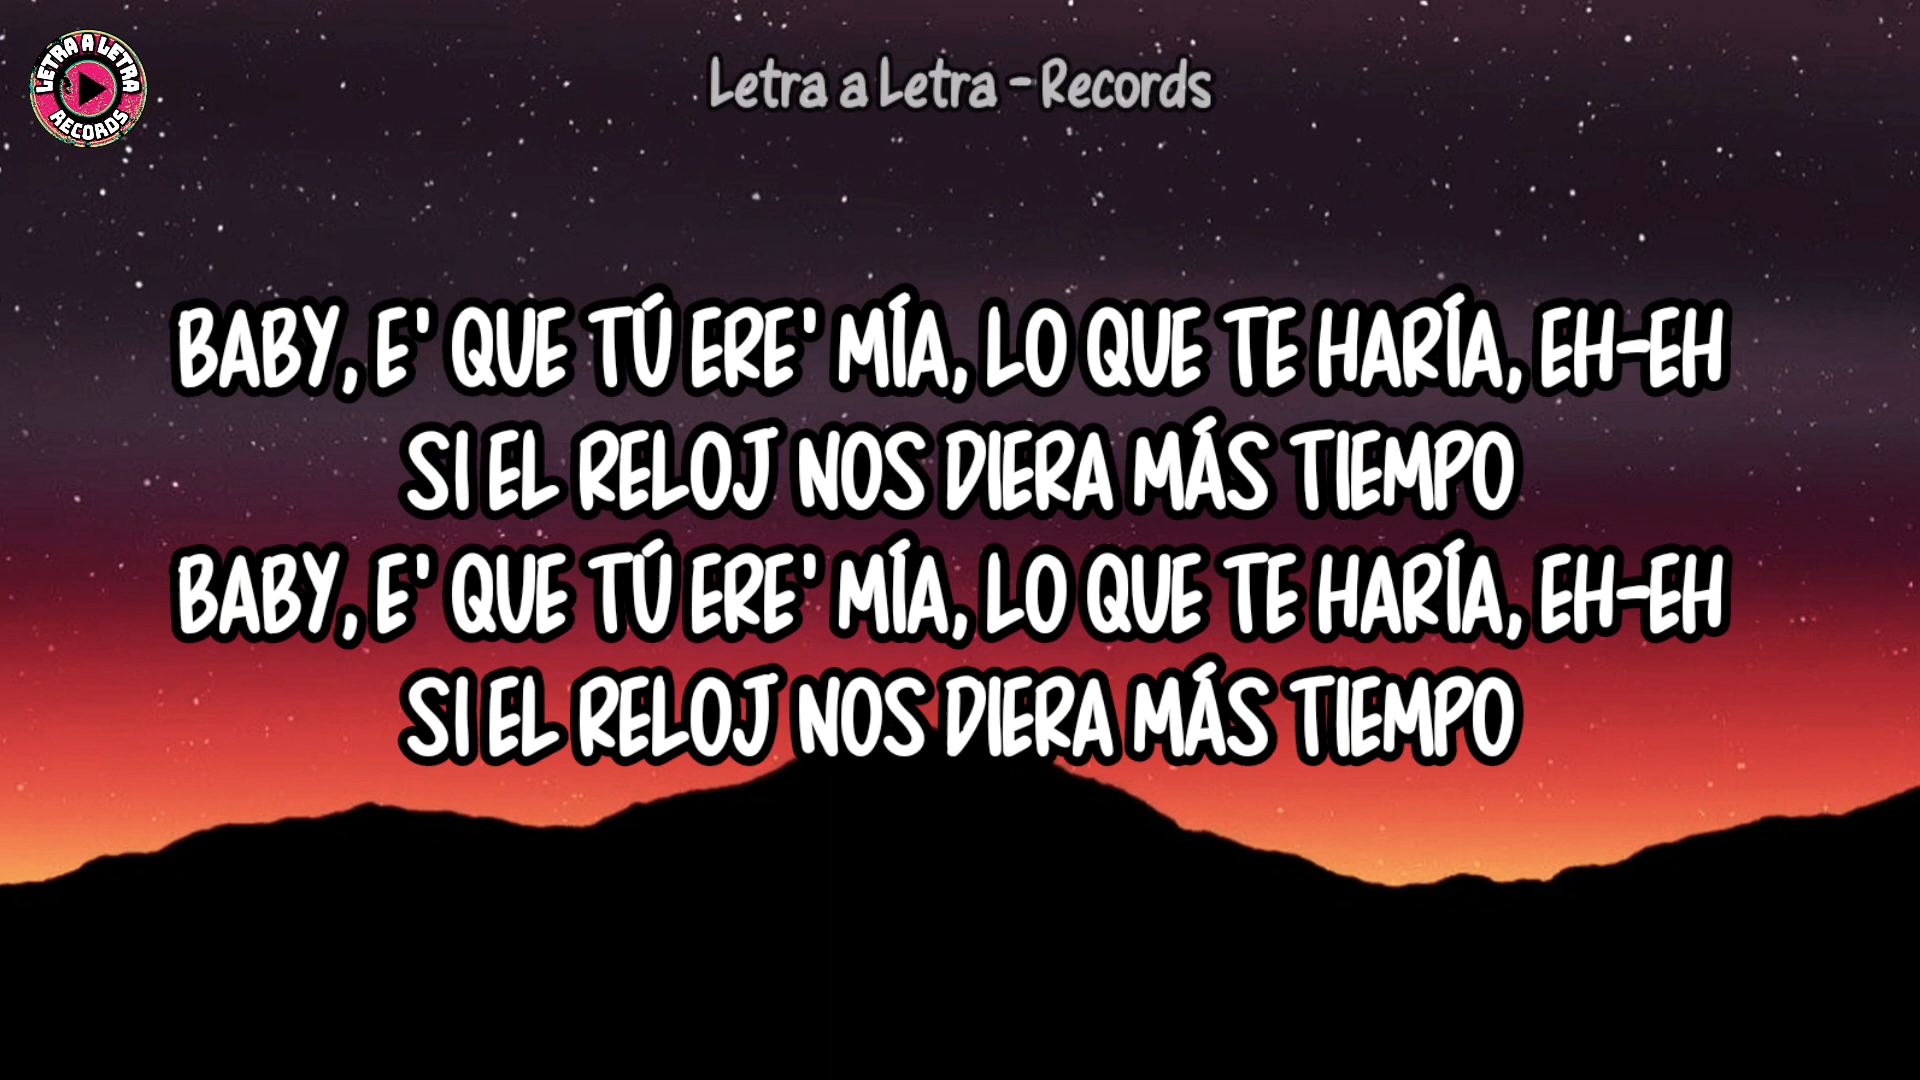 LETRA A LETRA
RECORDS
Letra a Letra - Records
BABY, E' QUE TÚ ERE' MÍA, LO QUE TE HARÍA, EH-EH
SI EL RELOJ NOS DIERA MÁS TIEMPO
BABY, E' QUE TÚ ERE' MÍA, LO QUE TE HARÍA, EH-EH
SI EL RELOJ NOS DIERA MÁS TIEMPO